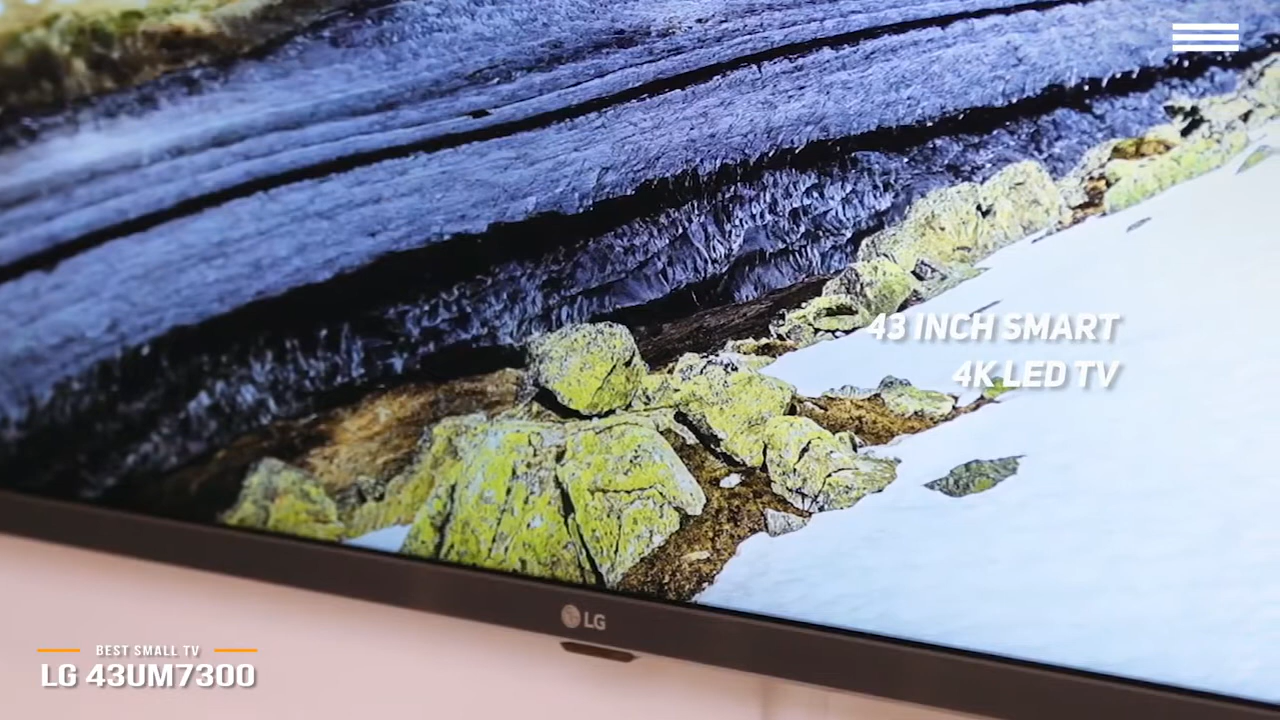 43 INCH SMART
4K LED TV
LG
BEST SMALL TV
LG 43UM7300